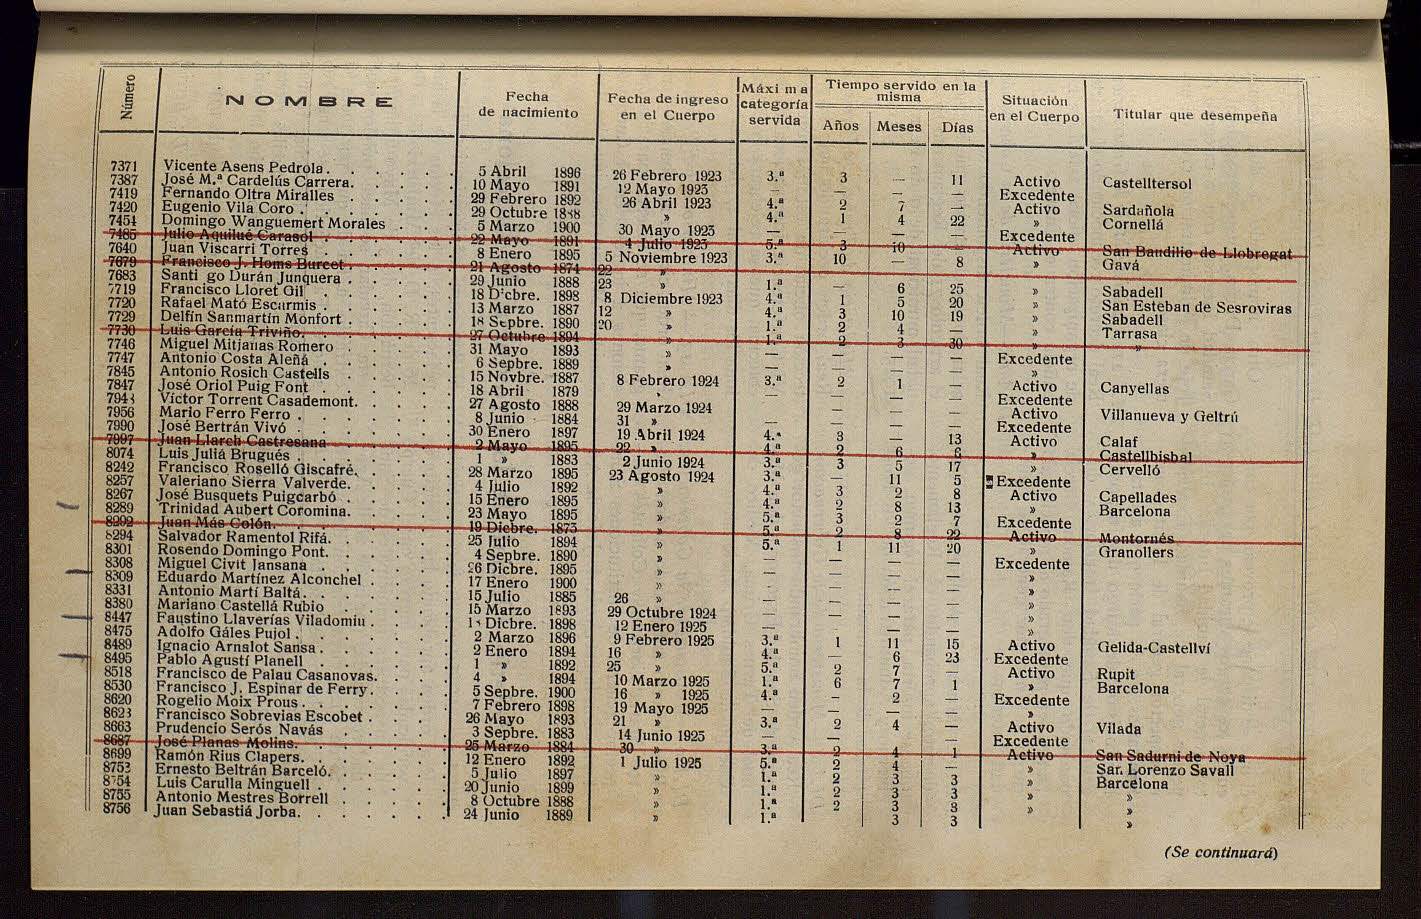 Número NOMBRE Fecha de nacimiento Fecha de ingreso en el Cuerpo Máxima categoría servida Tiempo servido en la misma Situación en el Cuerpo Titular que desempeña
Años Meses Días
7371 Vicente Asens Pedrola. 5 Abril 1896 26 Febrero 1923 3.ª 3 — 11 Activo Castelltersol
7387 José M.ª Cardelús Carrera. 10 Mayo 1891 12 Mayo 1923 — — — — Excedente
7419 Fernando Oltra Miralles 29 Febrero 1892 26 Abril 1923 4.ª 2 7 — Activo Sardañola
7420 Eugenio Vila Coro . 29 Octubre 1888 » 4.ª 1 4 22 » Cornellá
7454 Domingo Wanguemert Morales 5 Marzo 1900 30 Mayo 1923 — — — — Excedente
7485 Julio Aquilué Carasol 22 Mayo 1891 4 Julio 1923 5.ª 3 10 — Activo San Baudilio de Llobregat
7640 Juan Viscarri Torres 8 Enero 1895 5 Noviembre 1923 3.ª 10 — 8 » Gavá
7679 Francisco J. Homs Burcet . 21 Agosto 1874 22 »
7683 Santi go Durán Junquera . 29 Junio 1888 23 » 1.ª — 6 25 » Sabadell
7719 Francisco Lloret Gil 18 Dicbre. 1898 8 Diciembre 1923 4.ª 1 5 20 » San Esteban de Sesroviras
7720 Rafael Mató Escarmis . 13 Marzo 1887 12 » 4.ª 3 10 19 » Sabadell
7729 Delfín Sanmartín Monfort . 18 Sepbre. 1890 20 » 1.ª 2 4 — » Tarrasa
7730 Luis García Triviño. 27 Octubre 1894 » 1.ª 2 3 30 » »
7746 Miguel Mitjañas Romero . 31 Mayo 1893 » — — — — Excedente
7747 Antonio Costa Aleñá . 6 Sepbre. 1889 » — — — — »
7845 Antonio Rosich Castells 15 Novbre. 1887 8 Febrero 1924 3.ª 2 1 — Activo Canyellas
7847 José Oriol Puig Font . 18 Abril 1879 » — — — — Excedente
794 Víctor Torrent Casademont. 27 Agosto 1888 29 Marzo 1924 — — — — Activo Villanueva y Geltrú
7956 Mario Ferro Ferro . 8 Junio 1884 31 » — — — — Excedente
7990 José Bertrán Vivó . 30 Enero 1897 19 Abril 1924 4.ª 3 — 13 Activo Calaf
7997 Juan Llarch Castresana 2 Mayo 1895 22 » 4.ª 2 6 6 » Castellbisbal
8074 Luis Juliá Brugués . 1 » 1883 2 Junio 1924 3.ª 3 5 17 » Cervelló
8242 Francisco Roselló Giscafré. 28 Marzo 1895 23 Agosto 1924 3.ª — 11 5 Excedente
8257 Valeriano Sierra Valverde. 4 Julio 1892 » 4.ª 3 2 8 Activo Capellades
8267 José Busquets Puigcarbó . 15 Enero 1895 » 4.ª 2 8 13 » Barcelona
8289 Trinidad Aubert Coromina. 23 Mayo 1895 » 5.ª 3 2 7 Excedente
8292 Juan Más Colón. 19 Dicbre. 1873 » 5.ª 2 8 22 Activo Montornés
8294 Salvador Ramentol Rifá. 25 Julio 1894 » 5.ª 1 11 20 » Granollers
8301 Rosendo Domingo Pont. 4 Sepbre. 1890 » — — — — Excedente
8308 Miguel Civit Jansana . 26 Dicbre. 1895 » — — — — »
8309 Eduardo Martínez Alconchel . 17 Enero 1900 » — — — — »
8331 Antonio Martí Baltá. 15 Julio 1885 26 » — — — — »
8380 Mariano Castellá Rubio 15 Marzo 1893 29 Octubre 1924 — — — — »
8447 Faustino Llaverías Viladomiu . Dicbre. 1898 12 Enero 1925 — — — — »
8475 Adolfo Gáles Pujol . 2 Marzo 1896 9 Febrero 1925 3.ª 1 11 15 Activo Gelida-Castellví
8489 Ignacio Arnalot Sansa . 2 Enero 1894 16 » 4.ª — 6 23 Excedente
8495 Pablo Agustí Planell . 1 » 1892 25 » 5.ª 2 7 — Activo Rupit
8518 Francisco de Palau Casanovas. 4 » 1894 10 Marzo 1925 1.ª 6 7 1 » Barcelona
8530 Francisco J. Espinar de Ferry. 5 Sepbre. 1900 16 » 1925 4.ª — 2 — Excedente
8620 Rogelio Moix Prous . 7 Febrero 1898 19 Mayo 1925 — — — — »
8623 Francisco Sobrevias Escobet . 26 Mayo 1893 21 » 3.ª 2 4 — Activo Vilada
8663 Prudencio Serós Navás 3 Sepbre. 1883 14 Junio 1925 — — — — Excedente
8687 José Planas Molins. 25 Marzo 1884 30 » 3.ª 2 4 1 Activo San Sadurni de Noya
8699 Ramón Rius Clapers. 12 Enero 1892 1 Julio 1925 5.ª 2 4 — » San Lorenzo Savall
8753 Ernesto Beltrán Barceló. 5 Julio 1897 » 1.ª 2 3 3 » Barcelona
8754 Luis Carulla Minguell . 20 Junio 1899 » 1.ª 2 3 3 » »
8755 Antonio Mestres Borrell . 8 Octubre 1888 » 1.ª 2 3 3 » »
8756 Juan Sebastiá Jorba. 24 Junio 1889 » 1.ª 3 3 »
(Se continuará)